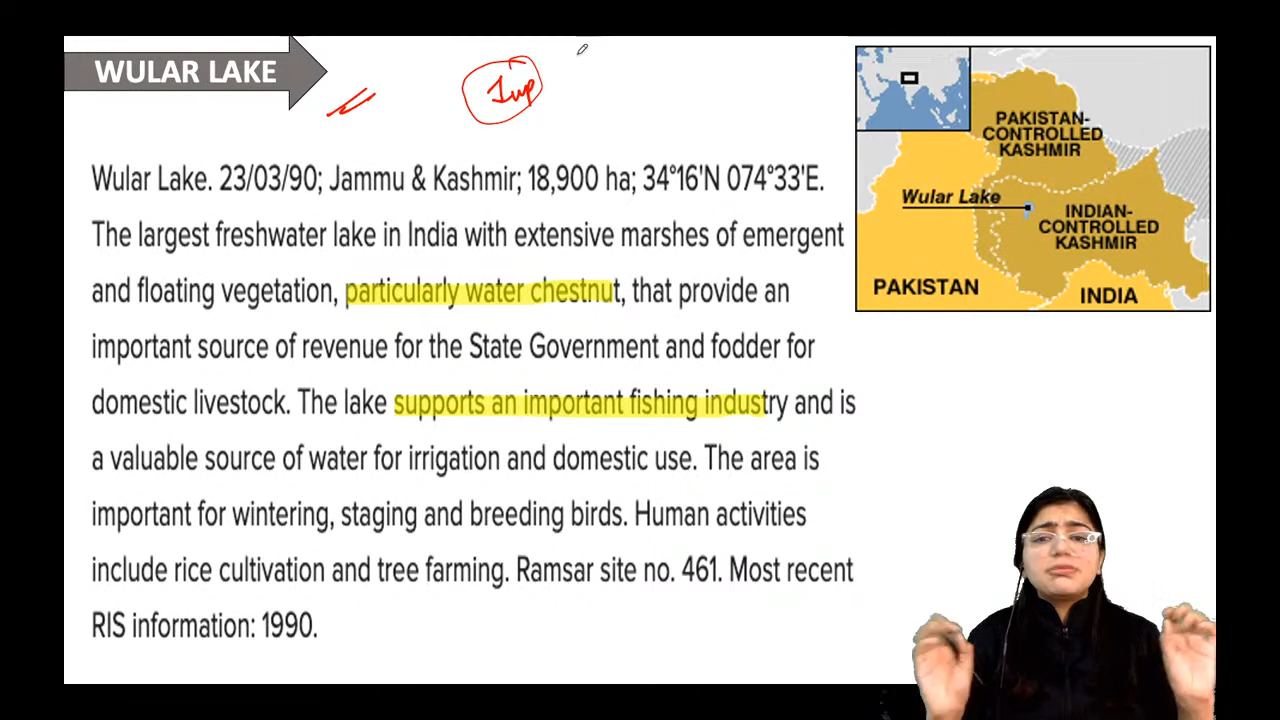 WULAR LAKE
Imp
Wular Lake. 23/03/90; Jammu & Kashmir; 18,900 ha; 34°16'N 074°33'E.
The largest freshwater lake in India with extensive marshes of emergent
and floating vegetation, particularly water chestnut, that provide an
important source of revenue for the State Government and fodder for
domestic livestock. The lake supports an important fishing industry and is
a valuable source of water for irrigation and domestic use. The area is
important for wintering, staging and breeding birds. Human activities
include rice cultivation and tree farming. Ramsar site no. 461. Most recent
RIS information: 1990.
PAKISTAN-
CONTROLLED
KASHMIR
Wular Lake
INDIAN-
CONTROLLED
KASHMIR
PAKISTAN
INDIA